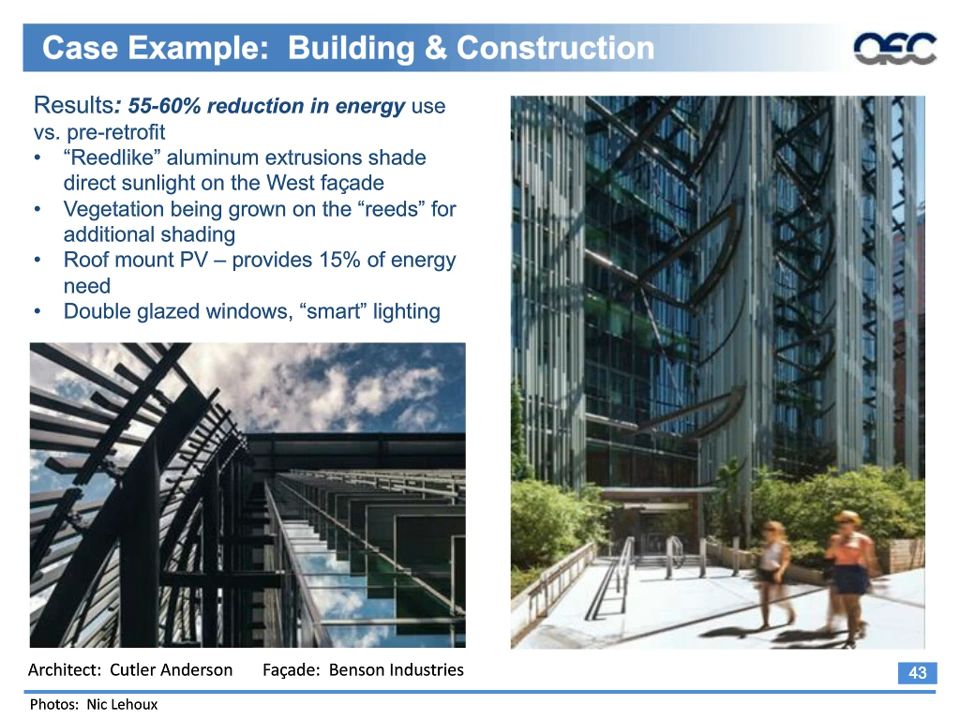 Case Example: Building & Construction
AEC
Results: 55-60% reduction in energy use
vs. pre-retrofit
• “Reedlike” aluminum extrusions shade
direct sunlight on the West façade
• Vegetation being grown on the “reeds” for
additional shading
• Roof mount PV – provides 15% of energy
need
• Double glazed windows, “smart” lighting
Architect: Cutler Anderson Façade: Benson Industries
43
Photos: Nic Lehoux